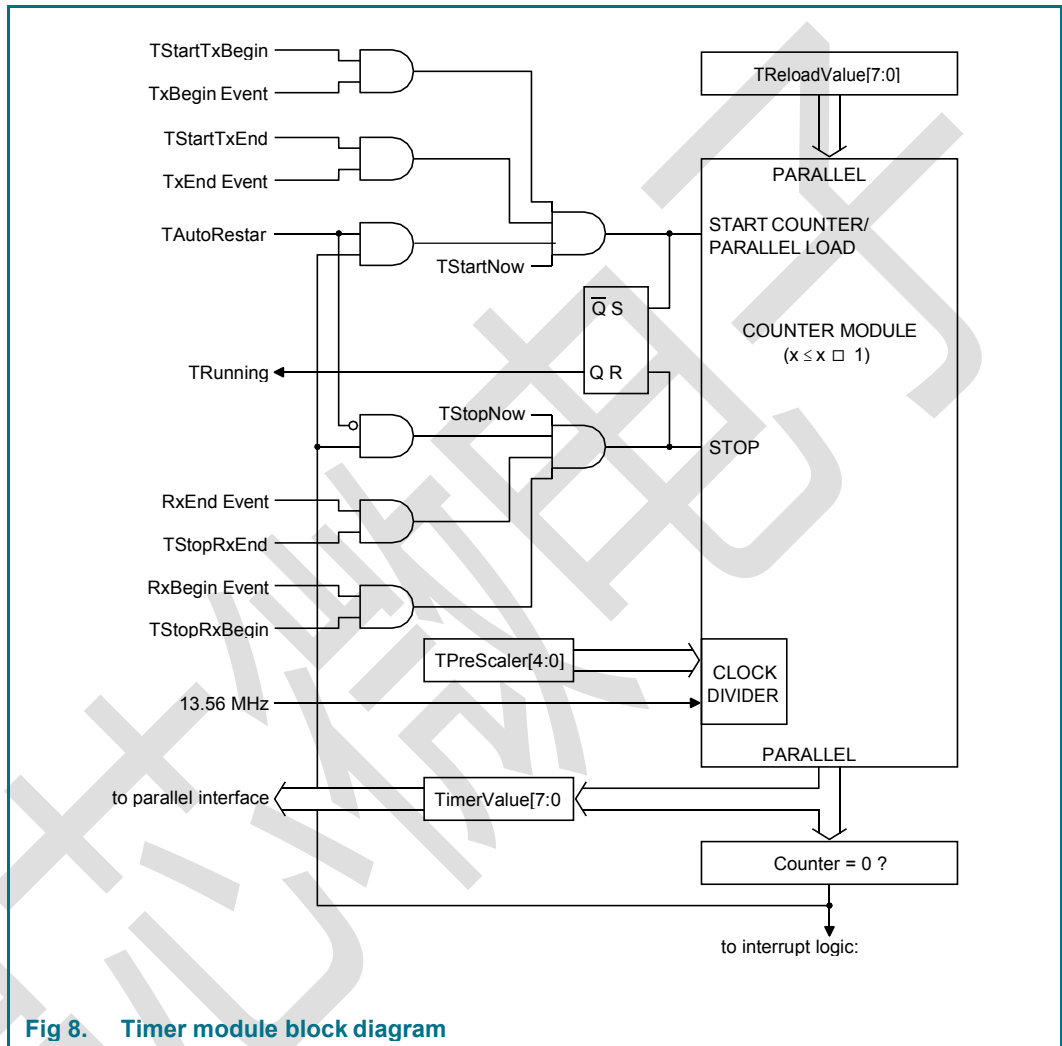 TStartTxBegin
TxBegin Event
TStartTxEnd
TxEnd Event
TAutoRestar
TStartNow
TReloadValue[7:0]
PARALLEL
START COUNTER/
PARALLEL LOAD
Q S
Q R
COUNTER MODULE
(x ≤ x □ 1)
TRunning
TStopNow
STOP
RxEnd Event
TStopRxEnd
RxBegin Event
TStopRxBegin
TPreScaler[4:0]
CLOCK
DIVIDER
13.56 MHz
PARALLEL
to parallel interface
TimerValue[7:0
Counter = 0 ?
to interrupt logic:
Fig 8. Timer module block diagram